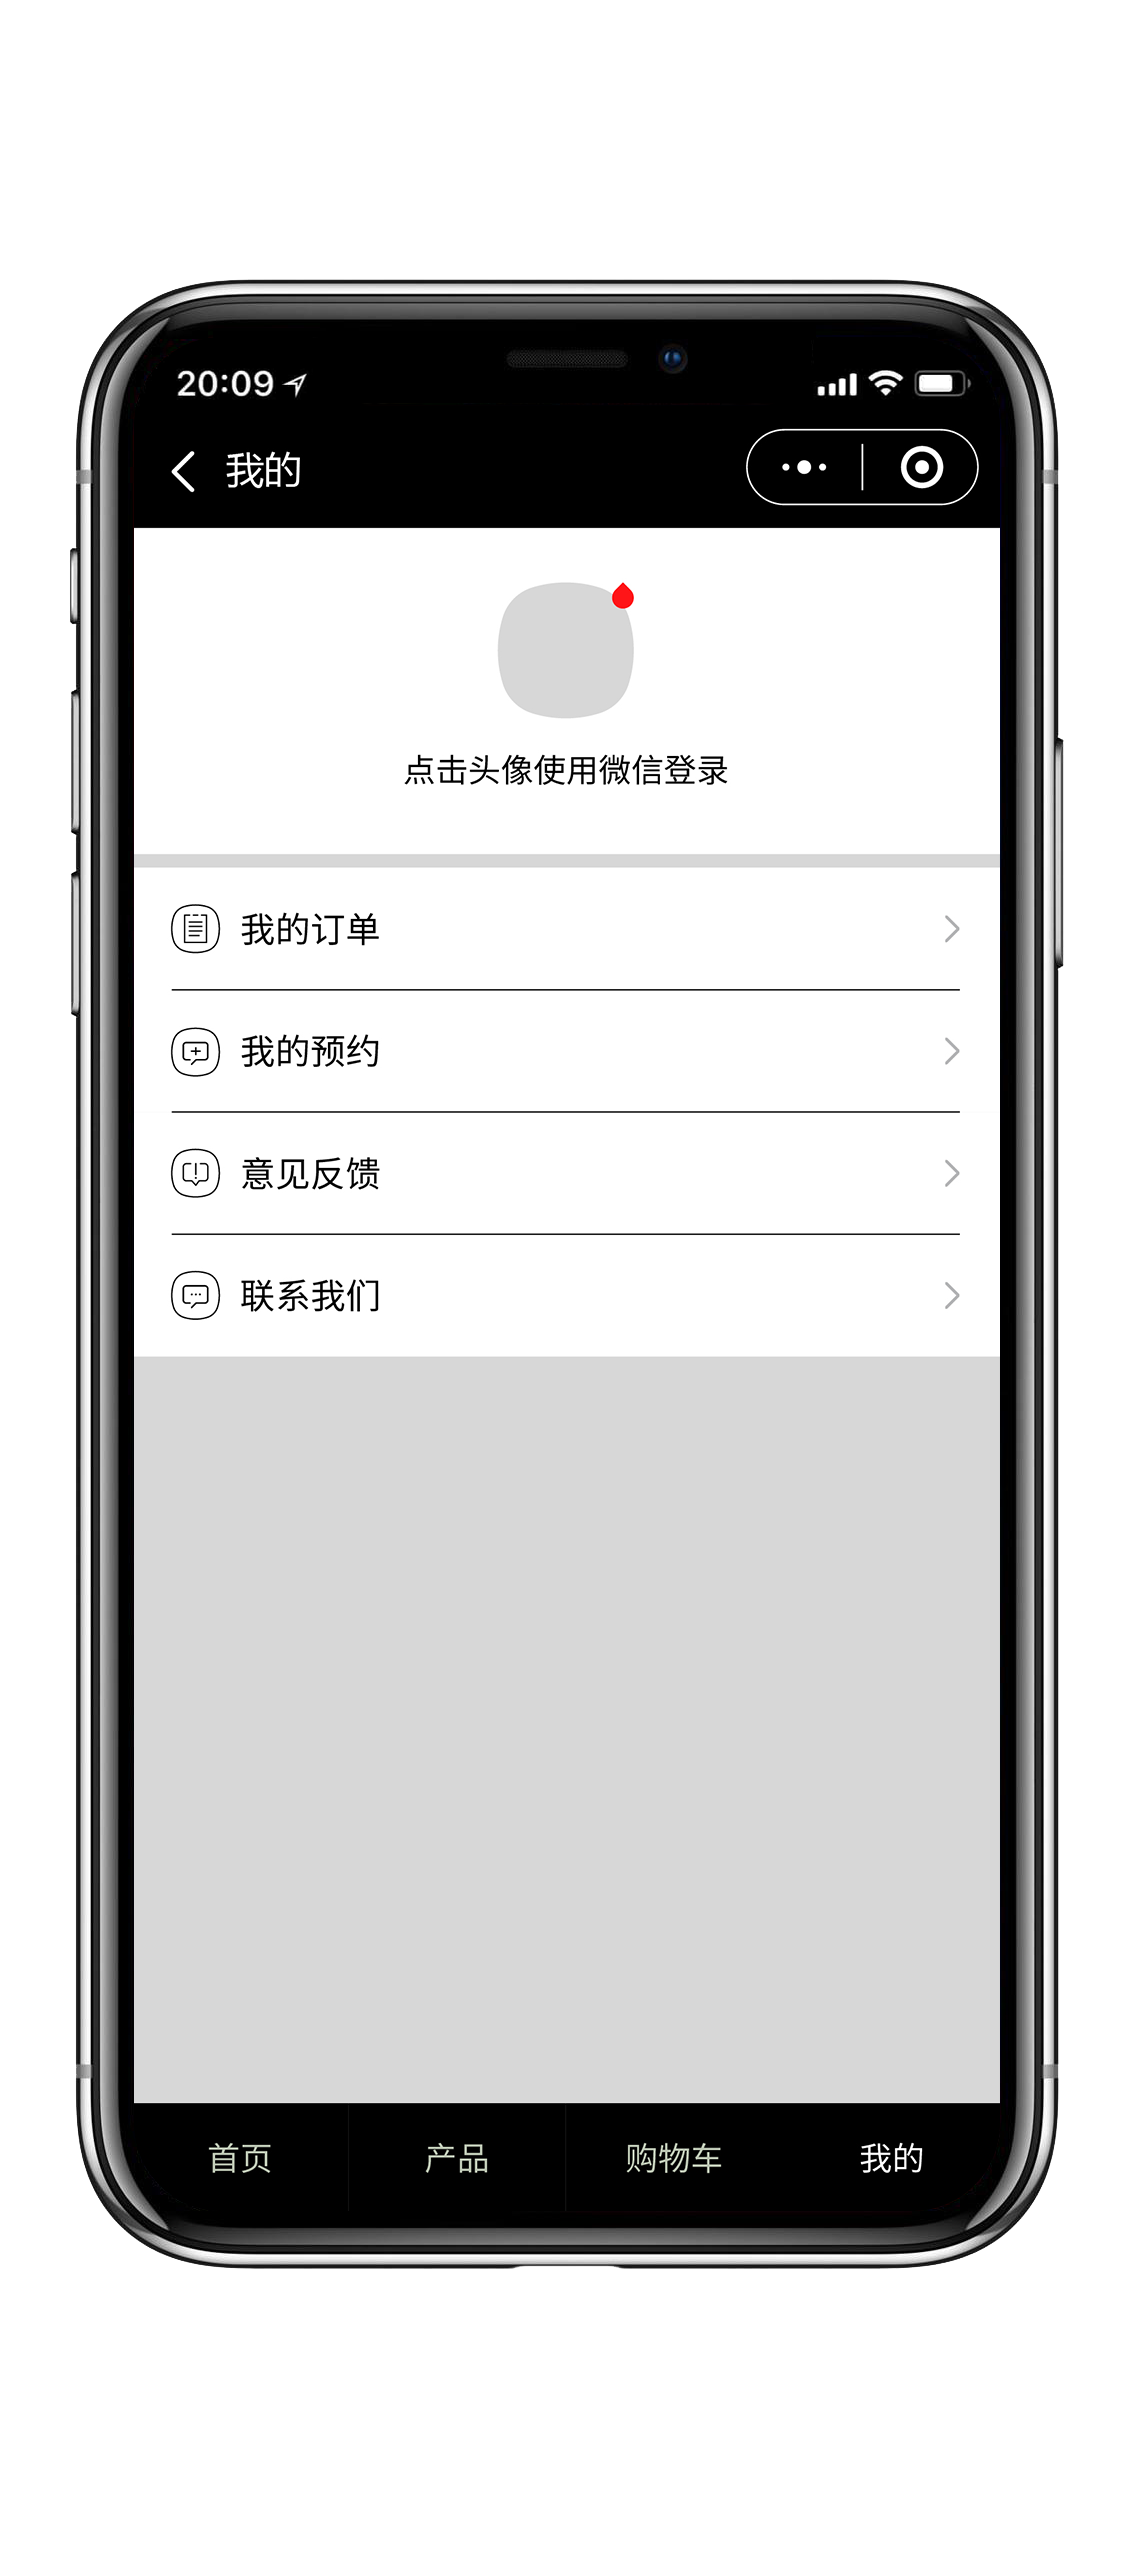 20:09
我的
点击头像使用微信登录
我的订单
我的预约
意见反馈
联系我们
首页 产品 购物车 我的